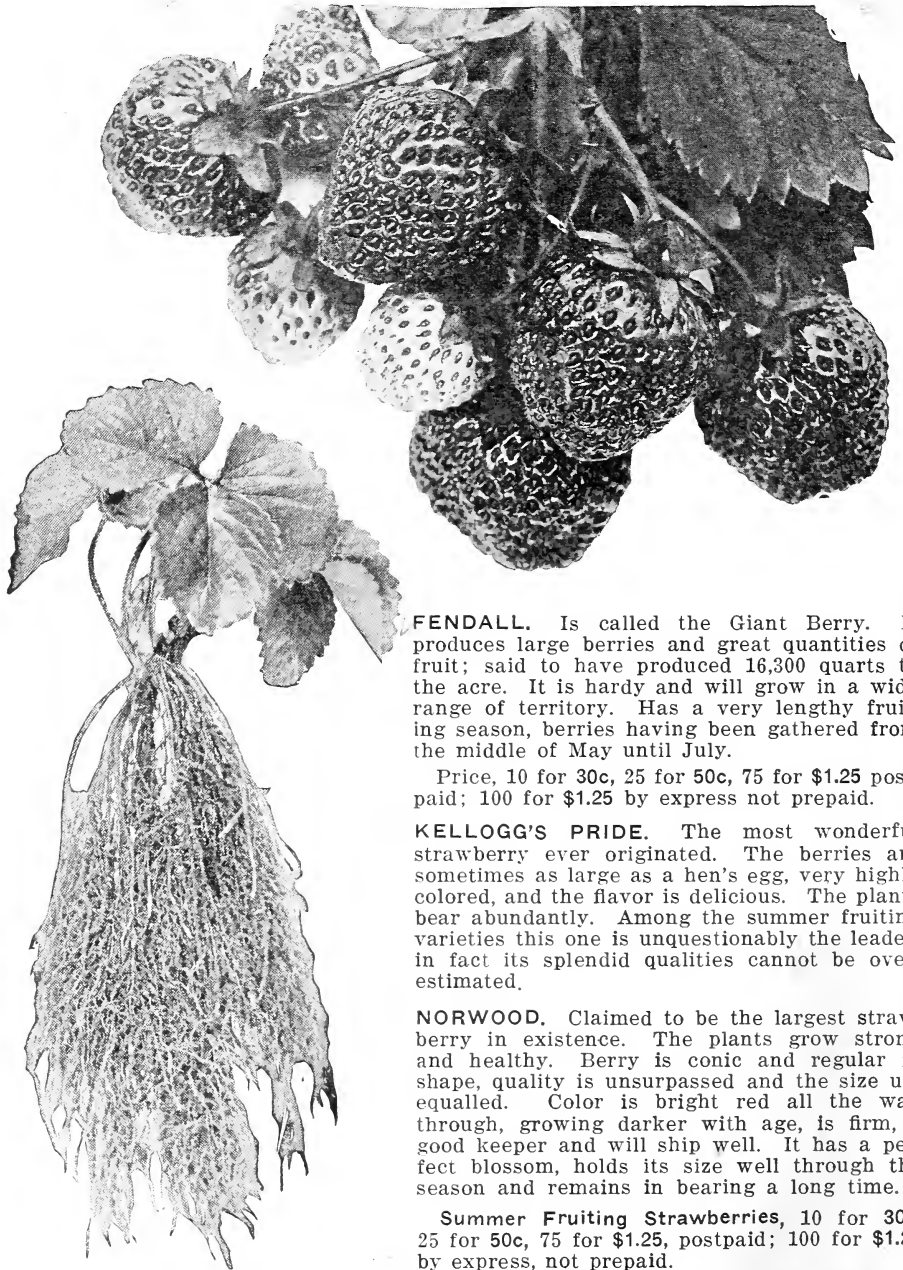 FENDALL. Is called the Giant Berry.
produces large berries and great quantities
fruit; said to have produced 16,300 quarts t
the acre. It is hardy and will grow in a wid
range of territory. Has a very lengthy frui
ing season, berries having been gathered fro
the middle of May until July.
Price, 10 for 30c, 25 for 50c, 75 for $1.25 pos
paid; 100 for $1.25 by express not prepaid.
KELLOGG'S PRIDE. The most wonderfu
strawberry ever originated. The berries a
sometimes as large as a hen's egg, very highl
colored, and the flavor is delicious. The plant
bear abundantly. Among the summer fruitin
varieties this one is unquestionably the leade
in fact its splendid qualities cannot be ove
estimated.
NORWOOD. Claimed to be the largest straw
berry in existence. The plants grow stron
and healthy. Berry is conic and regular
shape, quality is unsurpassed and the size u
equalled. Color is bright red all the wa
through, growing darker with age, is firm,
good keeper and will ship well. It has a pe
fect blossom, holds its size well through th
season and remains in bearing a long time.
Summer Fruiting Strawberries, 10 for 30
25 for 50c, 75 for $1.25, postpaid; 100 for $1.2
by express, not prepaid.